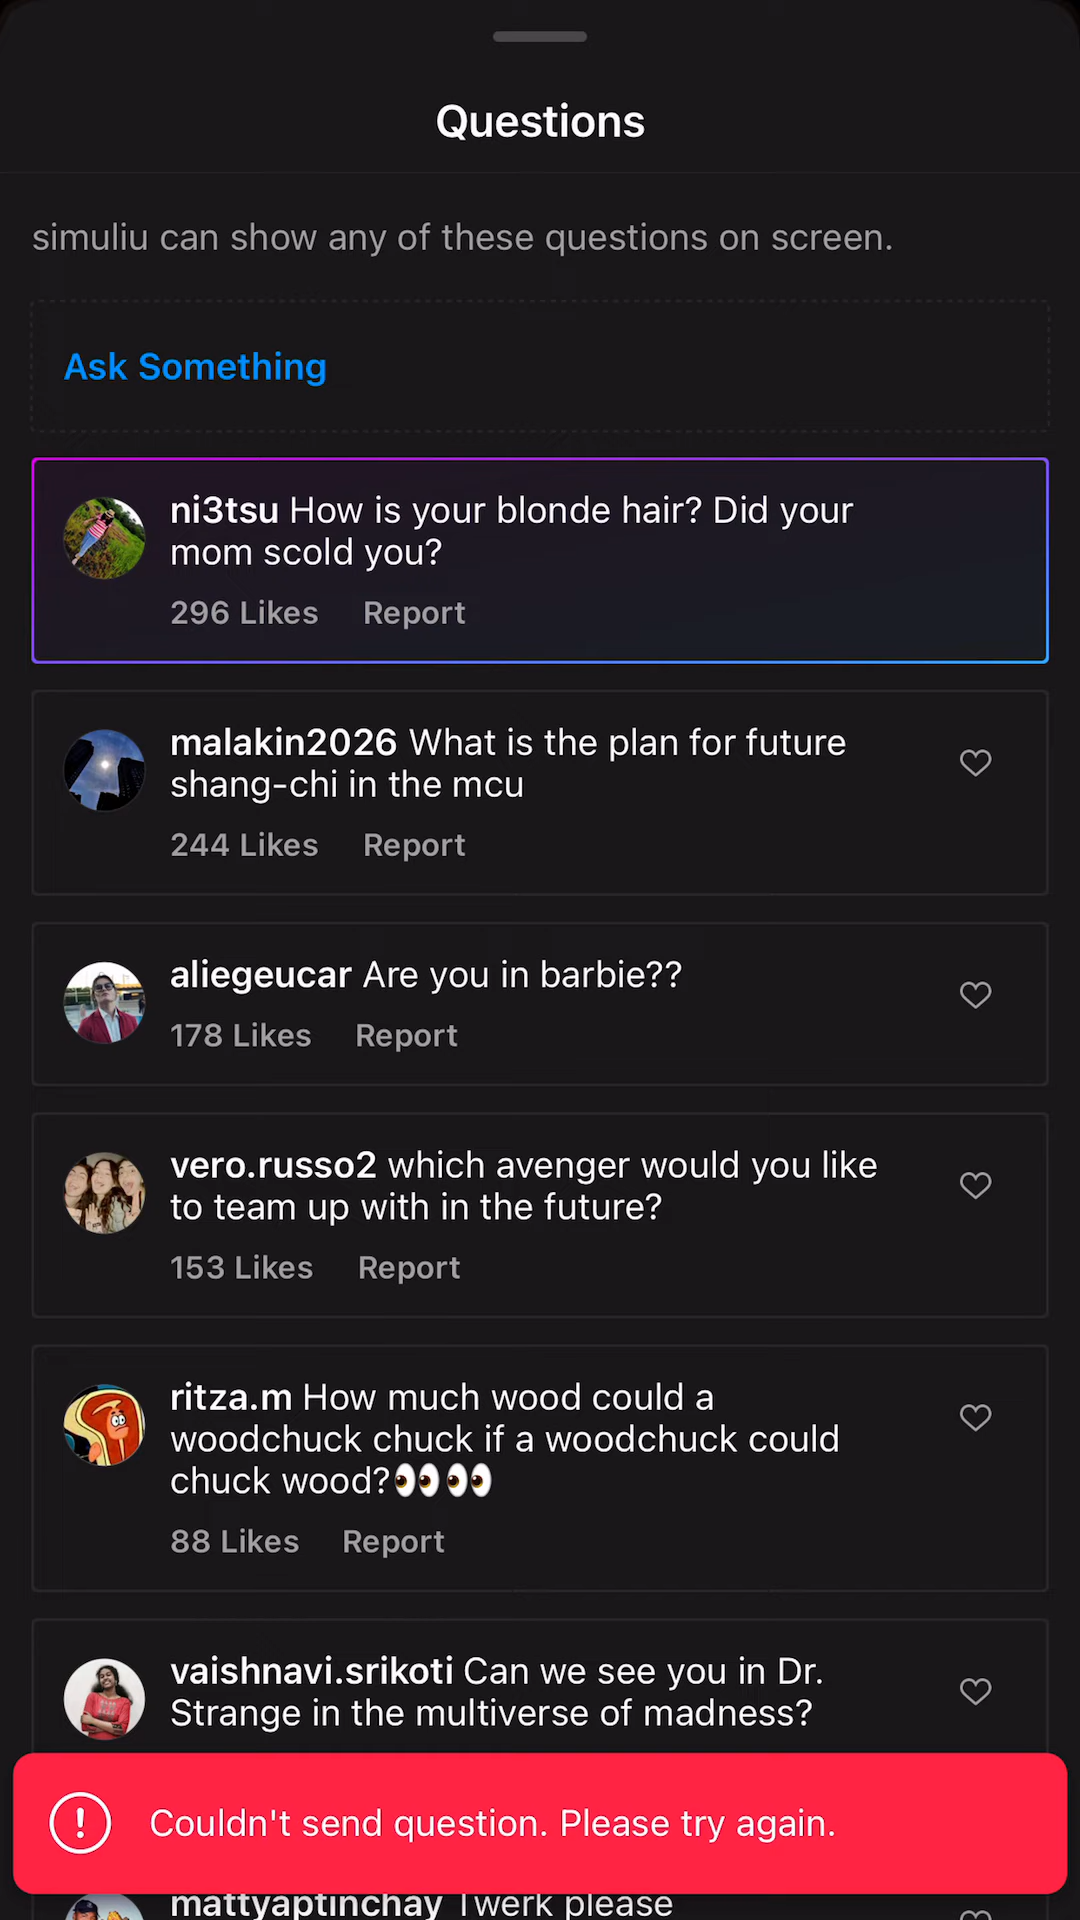 Questions
simuliu can show any of these questions on screen.
Ask Something
ni3tsu How is your blonde hair? Did your
mom scold you?
296 Likes Report
malakin2026 What is the plan for future
shang-chi in the mcu
244 Likes Report
aliegeucar Are you in barbie??
178 Likes Report
vero.russo2 which avenger would you like
to team up with in the future?
153 Likes Report
ritza.m How much wood could a
woodchuck chuck if a woodchuck could
chuck wood?👀👀
88 Likes Report
vaishnavi.srikoti Can we see you in Dr.
Strange in the multiverse of madness?
Couldn't send question. Please try again.
mattyaptinchay Twerk please